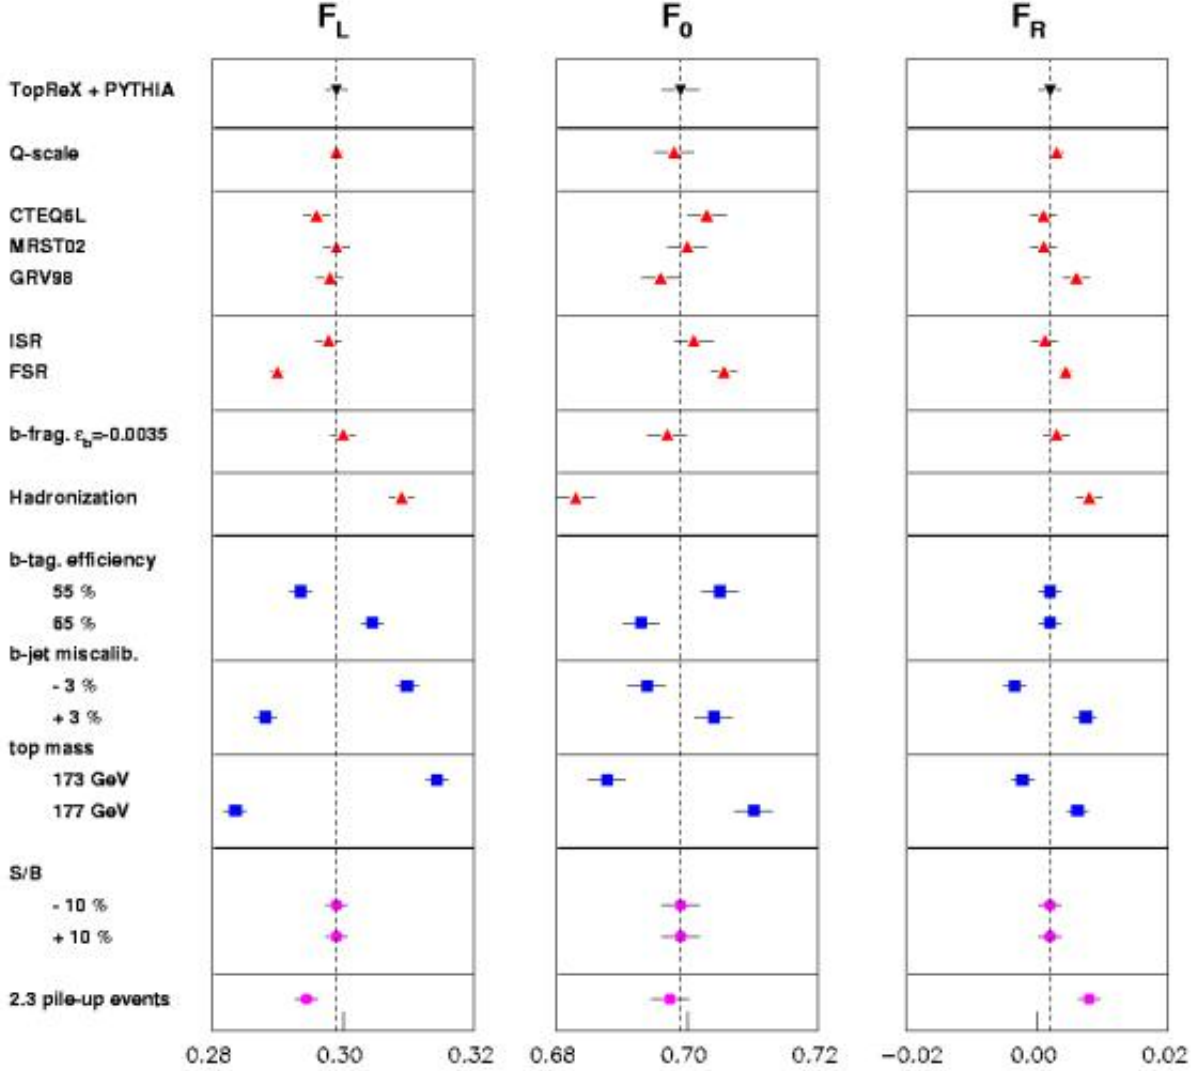 F_L F_0 F_R
TopReX + PYTHIA
Q-scale
CTEQ6L
MRST02
GRV98
ISR
FSR
b-frag. ε_b=-0.0035
Hadronization
b-tag. efficiency
55 %
65 %
b-jet miscalib.
- 3 %
+ 3 %
top mass
173 GeV
177 GeV
S/B
- 10 %
+ 10 %
2.3 pile-up events
0.28 0.30 0.32 0.68 0.70 0.72 −0.02 0.00 0.02